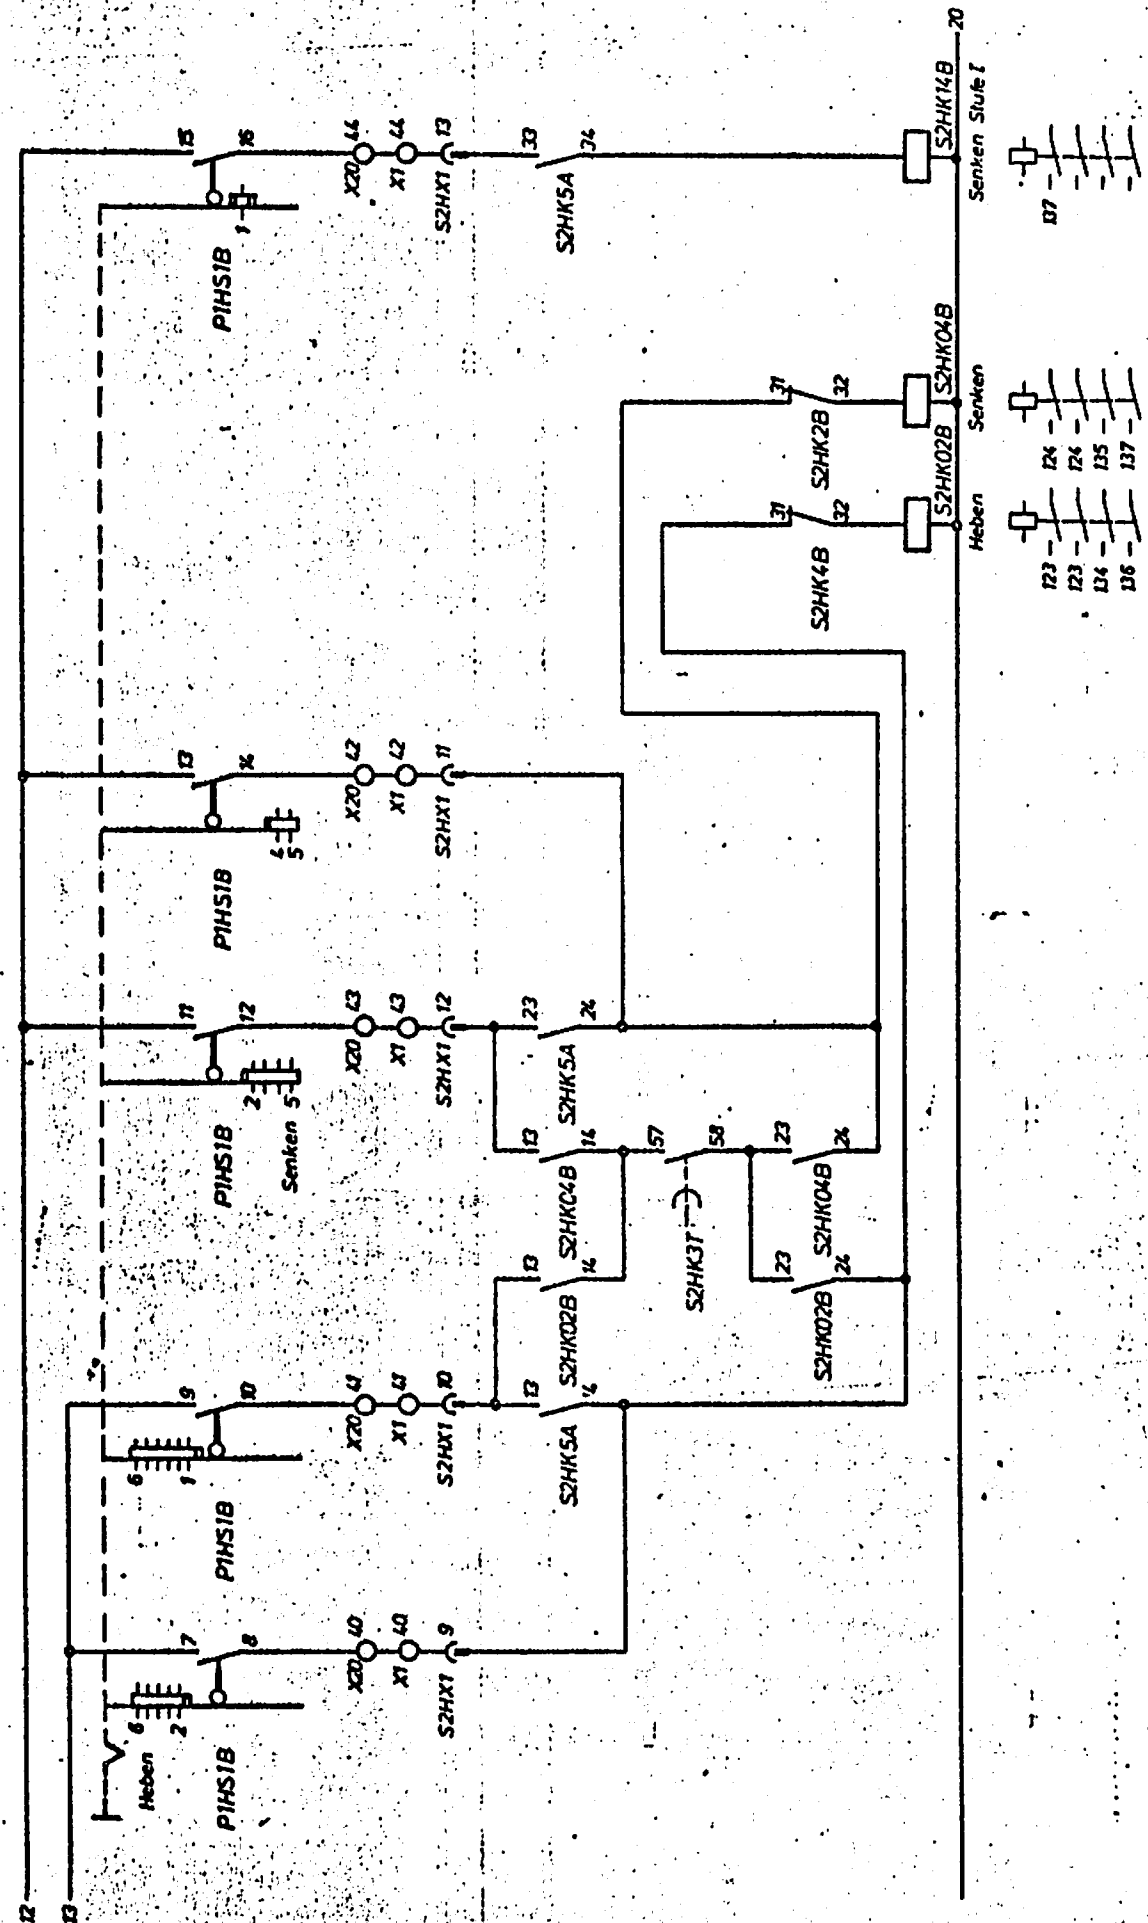 12
13
20
Heben
6
2
P1HS1B
7
8
X20
40
X1
40
S2HX1
9
6
1
P1HS1B
9
10
X20
41
X1
41
S2HX1
10
13
14
S2HK5A
13
14
S2HK02B
13
14
S2HK04B
57
58
S2HK3T
23
24
S2HK02B
23
24
S2HK04B
P1HS1B
Senken
2
5
11
12
X20
43
X1
43
S2HX1
12
23
24
S2HK5A
P1HS1B
4
5
13
14
X20
42
X1
42
S2HX1
11
31
32
S2HK4B
31
32
S2HK2B
S2HK02B
Heben
S2HK04B
Senken
P1HS1B
1
15
16
X20
44
X1
44
S2HX1
13
33
34
S2HK5A
S2HK14B
Senken Stufe I
123
123
134
136
124
124
135
137
137